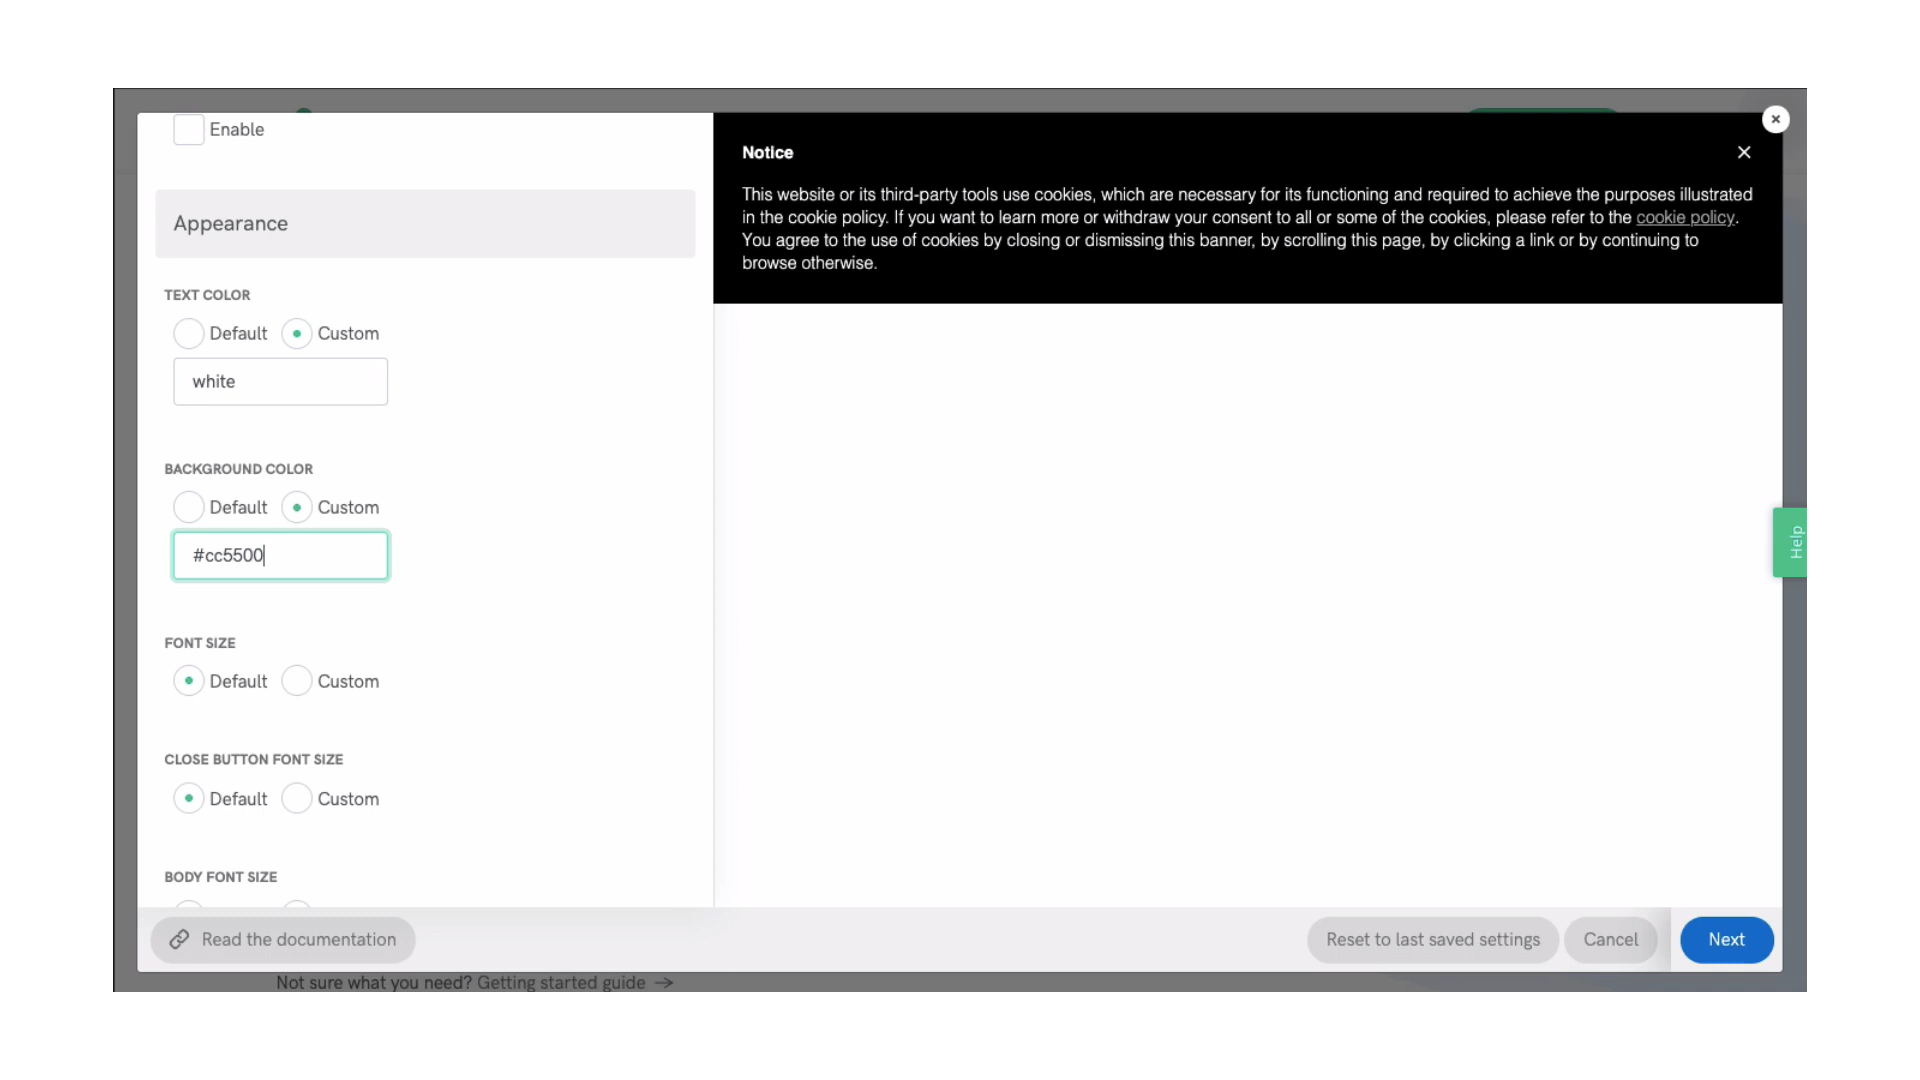 Enable
Appearance
TEXT COLOR
Default Custom
white
BACKGROUND COLOR
Default Custom
#cc5500
FONT SIZE
Default Custom
CLOSE BUTTON FONT SIZE
Default Custom
BODY FONT SIZE
Notice
This website or its third-party tools use cookies, which are necessary for its functioning and required to achieve the purposes illustrated
in the cookie policy. If you want to learn more or withdraw your consent to all or some of the cookies, please refer to the cookie policy.
You agree to the use of cookies by closing or dismissing this banner, by scrolling this page, by clicking a link or by continuing to
browse otherwise.
Help
Read the documentation
Reset to last saved settings
Cancel
Next
Not sure what you need? Getting started guide →